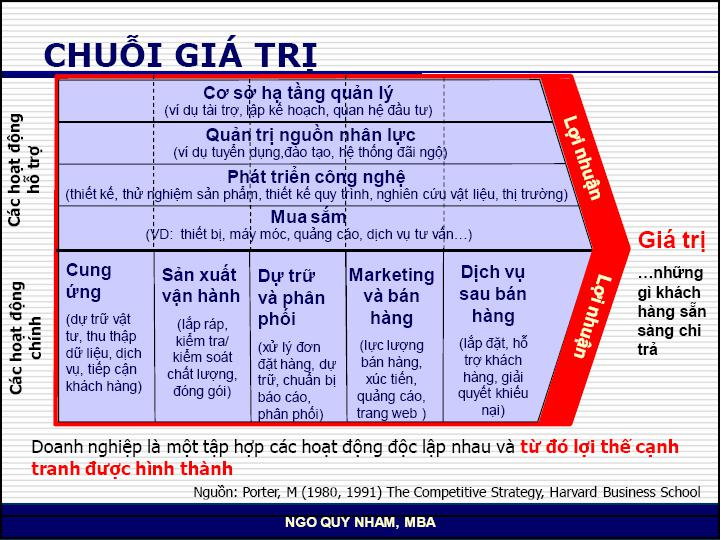 CHUỖI GIÁ TRỊ
Các hoạt động
hỗ trợ
Cơ sở hạ tầng quản lý
(ví dụ tài trợ, lập kế hoạch, quan hệ đầu tư)
Quản trị nguồn nhân lực
(ví dụ tuyển dụng,đào tạo, hệ thống đãi ngộ)
Phát triển công nghệ
(thiết kế, thử nghiệm sản phẩm, thiết kế quy trình, nghiên cứu vật liệu, thị trường)
Mua sắm
(VD: thiết bị, máy móc, quảng cáo, dịch vụ tư vấn…)
Lợi nhuận
Các hoạt động
chính
Cung
ứng
(dự trữ vật
tư, thu thập
dữ liệu, dịch
vụ, tiếp cận
khách hàng)
Sản xuất
vận hành
(lắp ráp,
kiểm tra/
kiểm soát
chất lượng,
đóng gói)
Dự trữ
và phân
phối
(xử lý đơn
đặt hàng, dự
trữ, chuẩn bị
báo cáo,
phân phối)
Marketing
và bán
hàng
(lực lượng
bán hàng,
xúc tiến,
quảng cáo,
trang web )
Dịch vụ
sau bán
hàng
(lắp đặt, hỗ
trợ khách
hàng, giải
quyết khiếu
nại)
Lợi nhuận
Giá trị
…những
gì khách
hàng sẵn
sàng chi
trả
Doanh nghiệp là một tập hợp các hoạt động độc lập nhau và từ đó lợi thế cạnh
tranh được hình thành
Nguồn: Porter, M (1980, 1991) The Competitive Strategy, Harvard Business School
NGO QUY NHAM, MBA